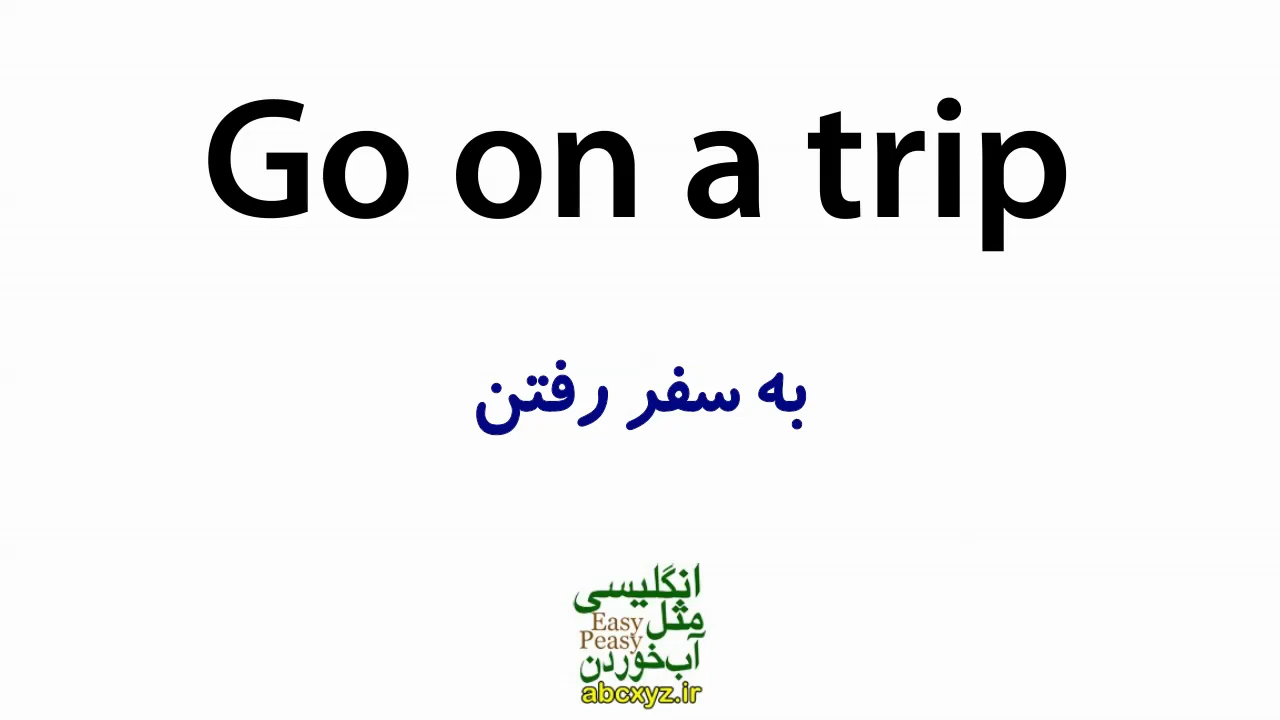 Go on a trip
به سفر رفتن
انگلیسی
مثل
Easy
Peasy
آب‌خوردن
abcxyz.ir